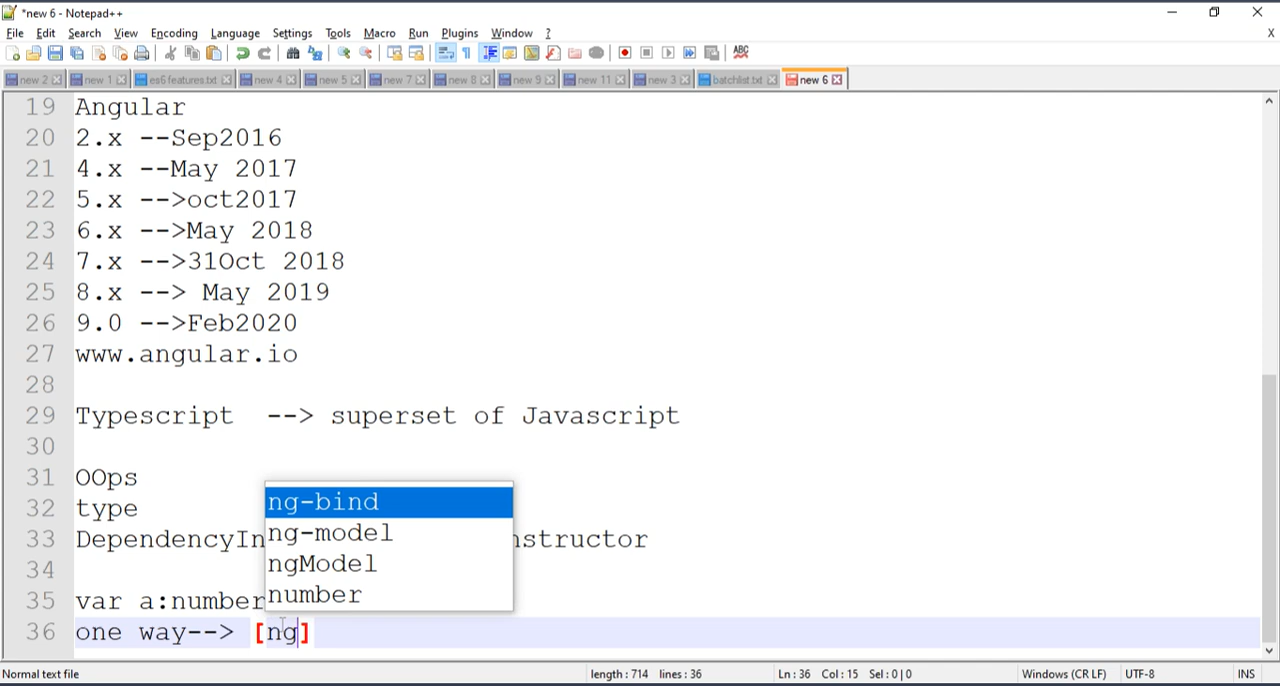 *new 6 - Notepad++
File Edit Search View Encoding Language Settings Tools Macro Run Plugins Window ? X
new 2 new 1 es6 features.txt new 4 new 5 new 7 new 8 new 9 new 11 new 3 batchlist.txt new 6
19 Angular
20 2.x --Sep2016
21 4.x --May 2017
22 5.x -->oct2017
23 6.x -->May 2018
24 7.x -->31Oct 2018
25 8.x --> May 2019
26 9.0 -->Feb2020
27 www.angular.io
28
29 Typescript --> superset of Javascript
30
31 OOps
ng-bind
32 type
ng-model
33 DependencyIn nstructor
34
ngModel
35 var a:number
number
36 one way--> [ng]
Normal text file length : 714 lines : 36 Ln : 36 Col : 15 Sel : 0 | 0 Windows (CR LF) UTF-8 INS